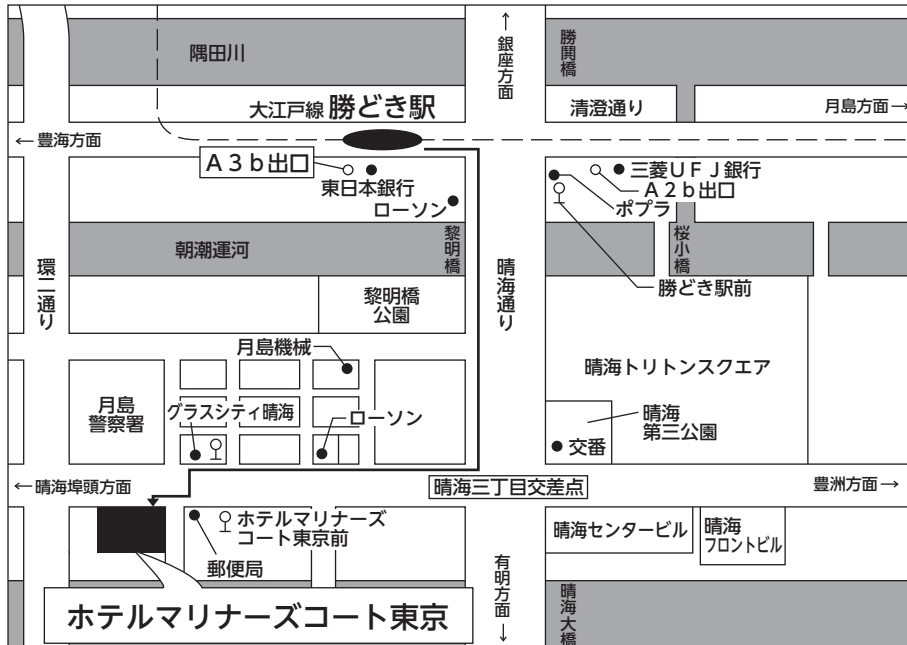 隅田川
↑銀座方面
勝鬨橋
大江戸線 勝どき駅
清澄通り
月島方面→
←豊海方面
A3b出口
東日本銀行
ローソン
三菱UFJ銀行
A2b出口
ポプラ
朝潮運河
黎明橋
桜小橋
環二通り
晴海通り
勝どき駅前
黎明橋
公園
月島機械
晴海トリトンスクエア
月島
警察署
グラスシティ晴海
ローソン
晴海
第三公園
交番
←晴海埠頭方面
晴海三丁目交差点
豊洲方面→
ホテルマリナーズ
コート東京前
郵便局
晴海センタービル
晴海
フロントビル
有明方面→
晴海大橋
ホテルマリナーズコート東京